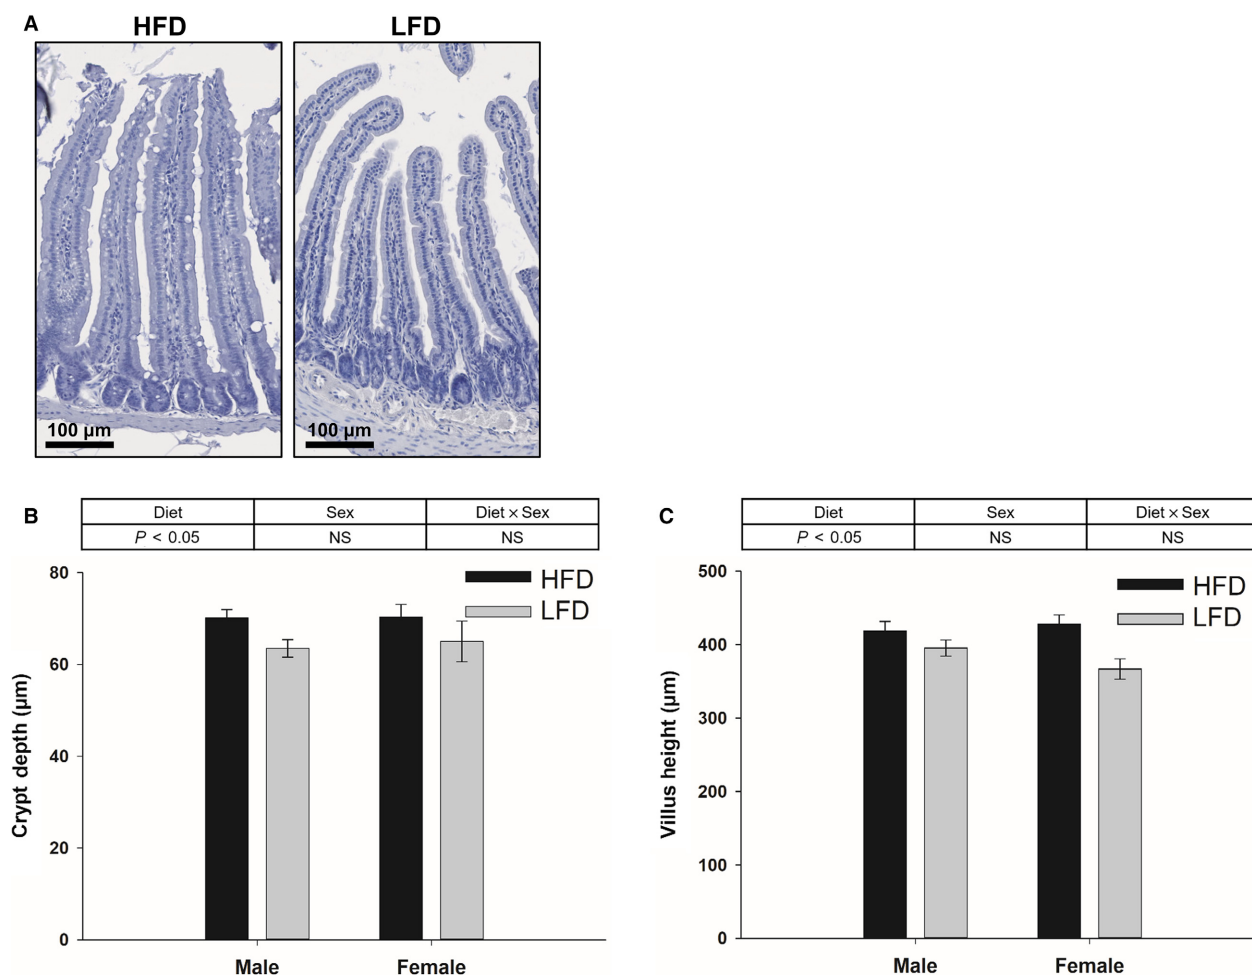 A
HFD
LFD
100 µm
100 µm
B
Diet Sex Diet × Sex
P < 0.05 NS NS
80
60
40
20
0
Crypt depth (µm)
HFD
LFD
Male Female
C
Diet Sex Diet × Sex
P < 0.05 NS NS
500
400
300
200
100
0
Villus height (µm)
HFD
LFD
Male Female